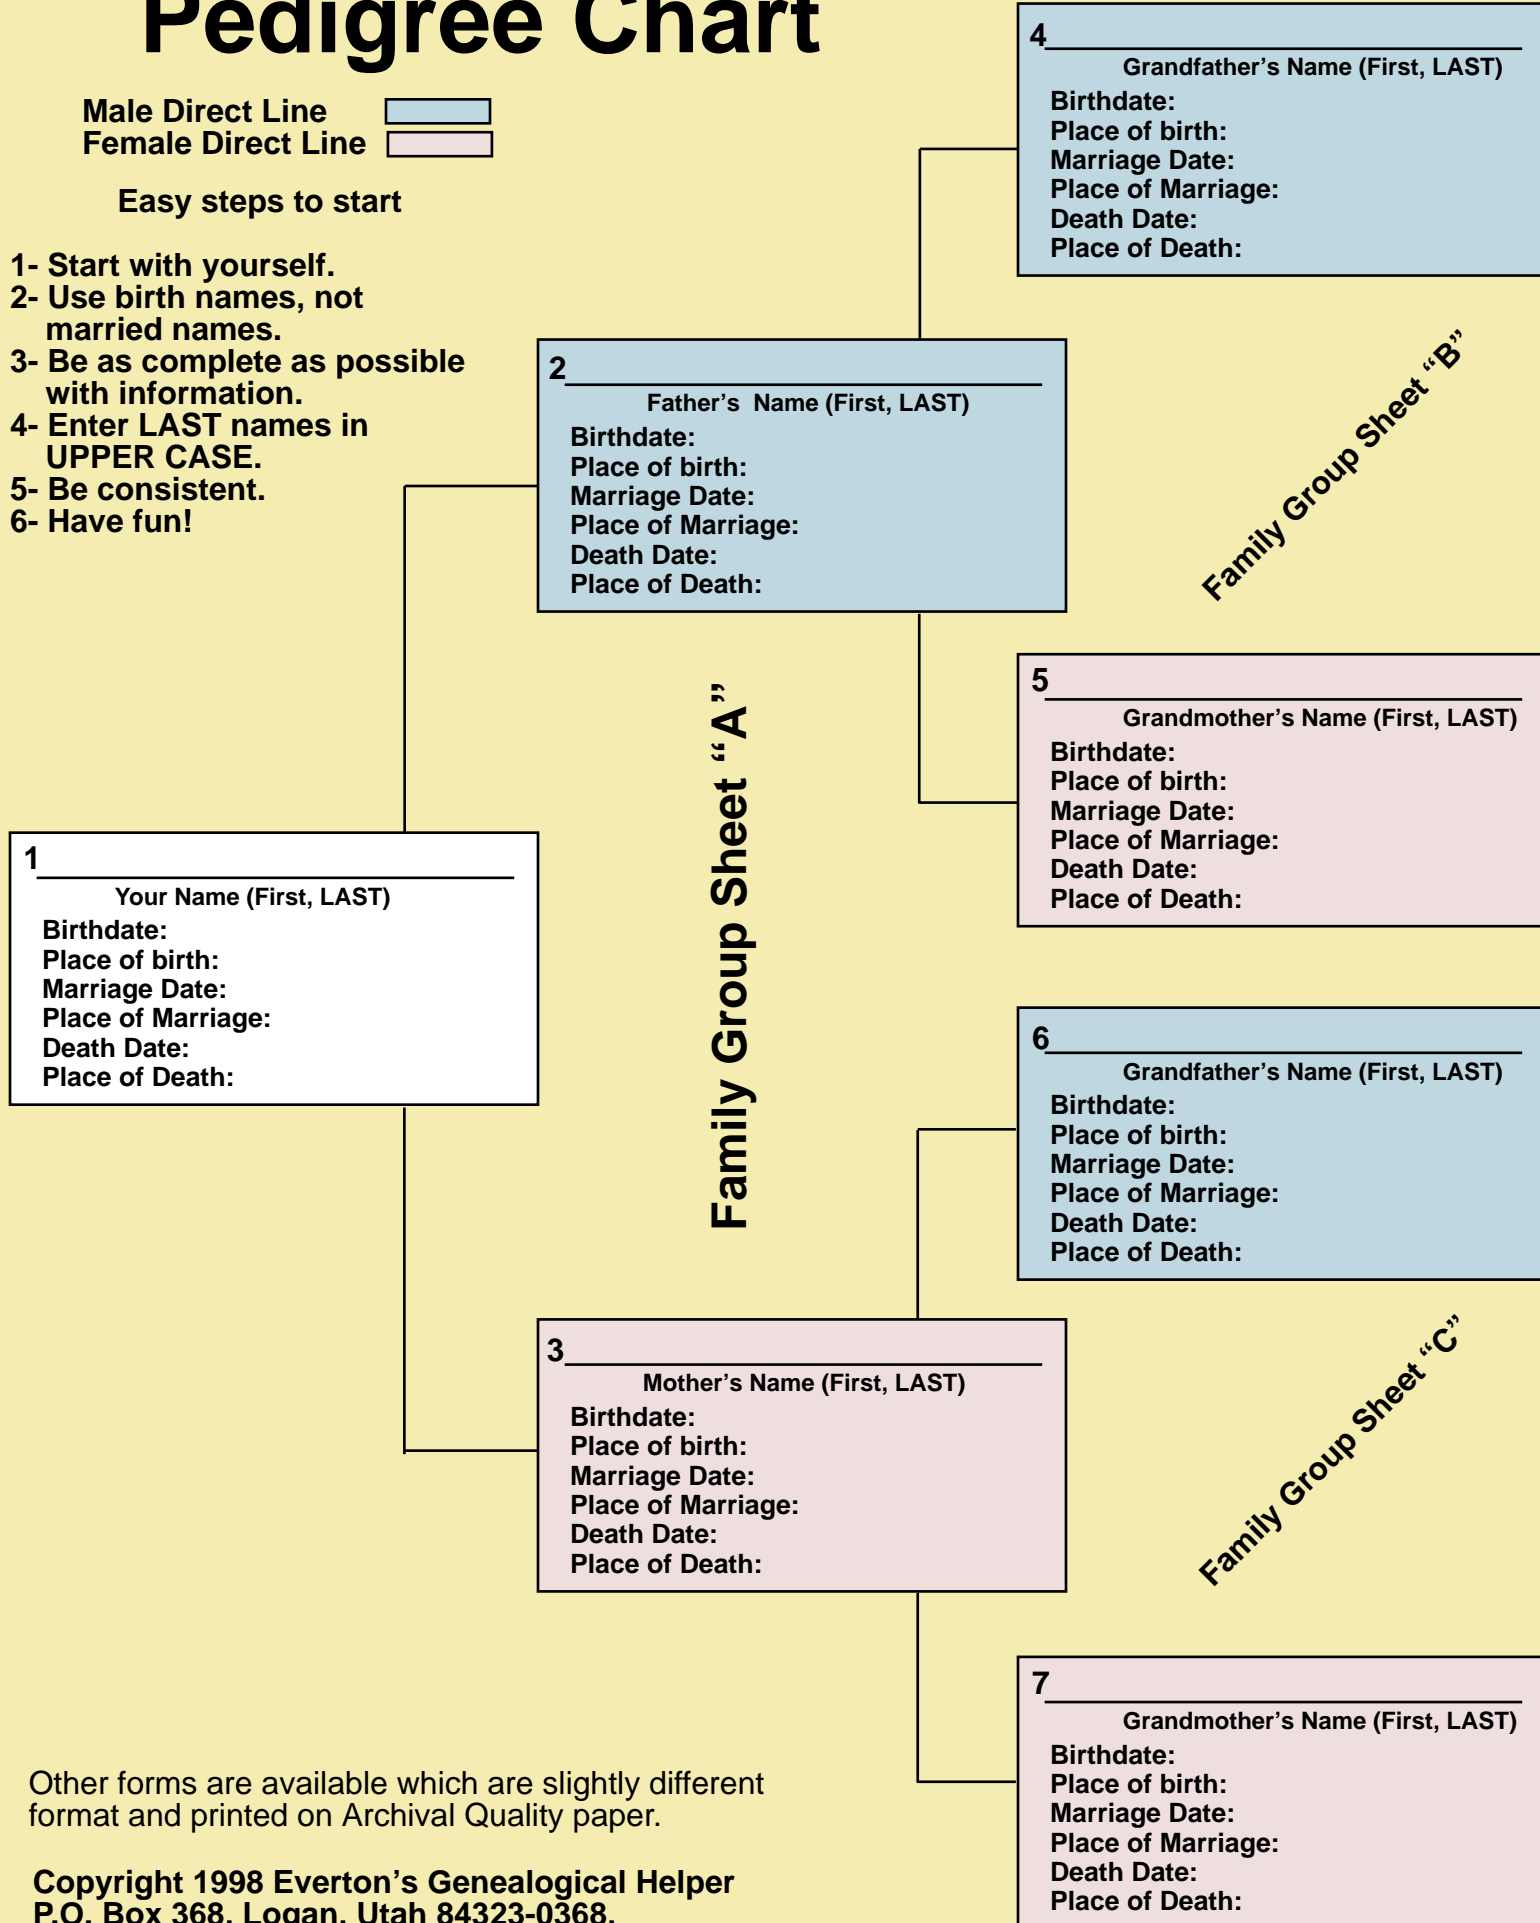 Pedigree Chart
Male Direct Line
Female Direct Line
Easy steps to start
1- Start with yourself.
2- Use birth names, not
married names.
3- Be as complete as possible
with information.
4- Enter LAST names in
UPPER CASE.
5- Be consistent.
6- Have fun!
1
Your Name (First, LAST)
Birthdate:
Place of birth:
Marriage Date:
Place of Marriage:
Death Date:
Place of Death:
2
Father’s  Name (First, LAST)
Birthdate:
Place of birth:
Marriage Date:
Place of Marriage:
Death Date:
Place of Death:
Family Group Sheet “A”
3
Mother’s Name (First, LAST)
Birthdate:
Place of birth:
Marriage Date:
Place of Marriage:
Death Date:
Place of Death:
4
Grandfather’s Name (First, LAST)
Birthdate:
Place of birth:
Marriage Date:
Place of Marriage:
Death Date:
Place of Death:
Family Group Sheet “B”
5
Grandmother’s Name (First, LAST)
Birthdate:
Place of birth:
Marriage Date:
Place of Marriage:
Death Date:
Place of Death:
6
Grandfather’s Name (First, LAST)
Birthdate:
Place of birth:
Marriage Date:
Place of Marriage:
Death Date:
Place of Death:
Family Group Sheet “C”
7
Grandmother’s Name (First, LAST)
Birthdate:
Place of birth:
Marriage Date:
Place of Marriage:
Death Date:
Place of Death:
Other forms are available which are slightly different
format and printed on Archival Quality paper.
Copyright 1998 Everton’s Genealogical Helper
P.O. Box 368, Logan, Utah 84323-0368.